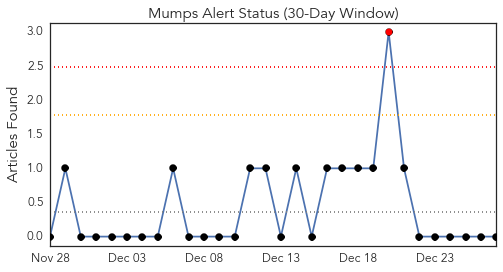 Mumps Alert Status (30-Day Window)
Articles Found
3.0
2.5
2.0
1.5
1.0
0.5
0.0
Nov 28 Dec 03 Dec 08 Dec 13 Dec 18 Dec 23